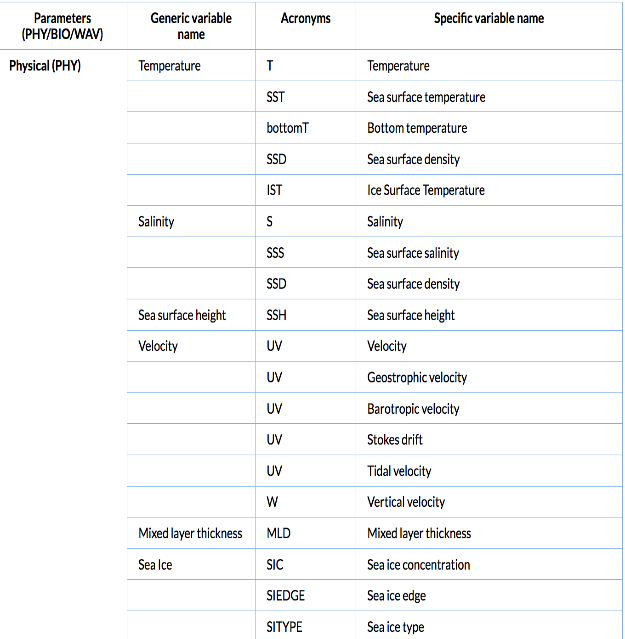 Parameters (PHY/BIO/WAV) Generic variable name Acronyms Specific variable name
Physical (PHY) Temperature T Temperature
SST Sea surface temperature
bottomT Bottom temperature
SSD Sea surface density
IST Ice Surface Temperature
Salinity S Salinity
SSS Sea surface salinity
SSD Sea surface density
Sea surface height SSH Sea surface height
Velocity UV Velocity
UV Geostrophic velocity
UV Barotropic velocity
UV Stokes drift
UV Tidal velocity
W Vertical velocity
Mixed layer thickness MLD Mixed layer thickness
Sea Ice SIC Sea ice concentration
SIEDGE Sea ice edge
SITYPE Sea ice type